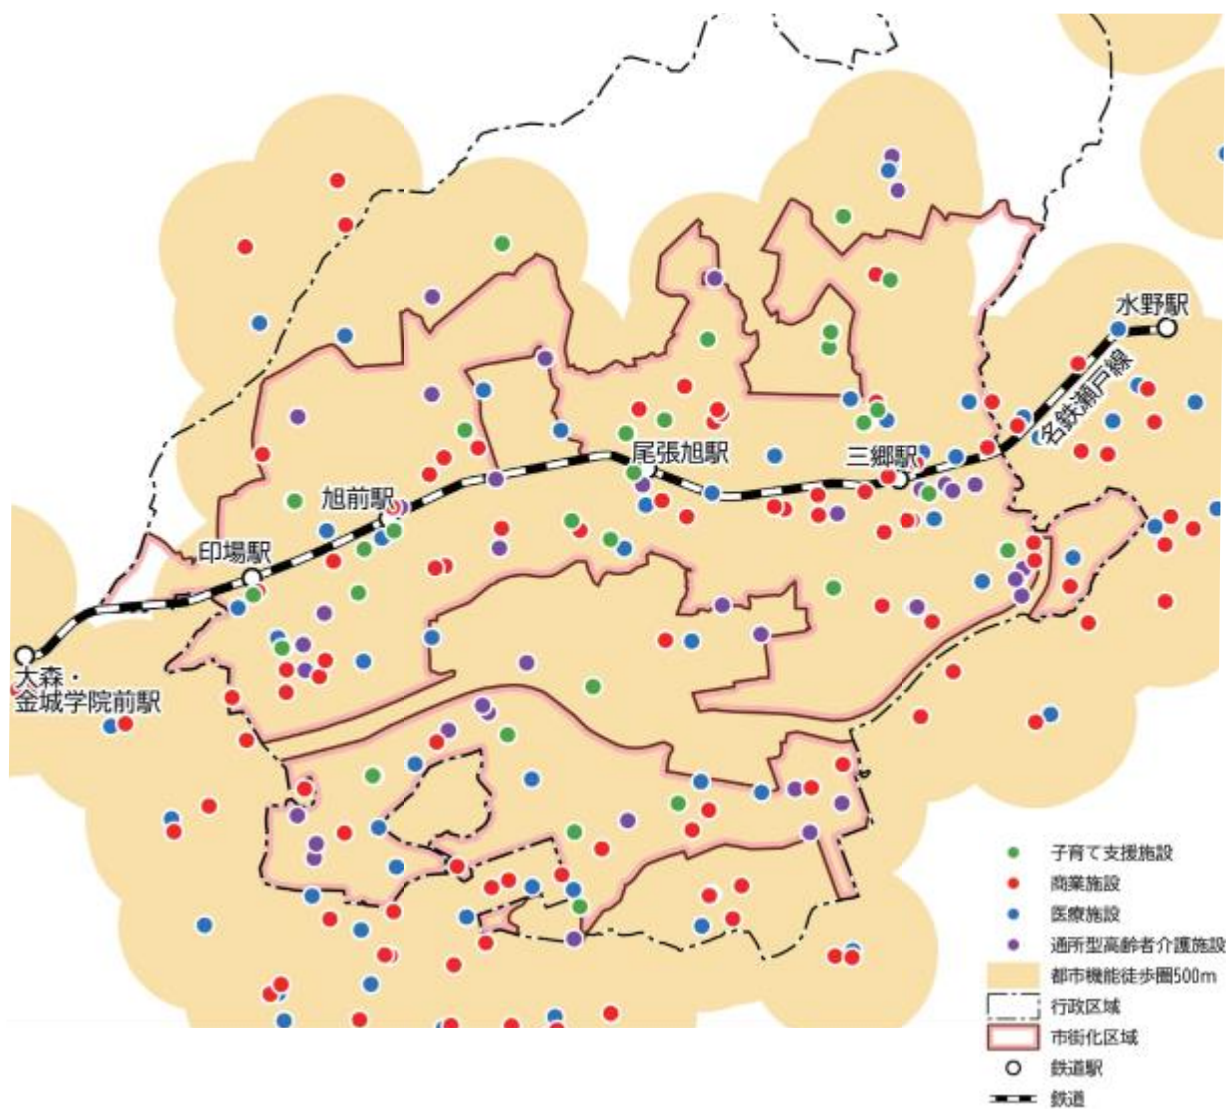 水野駅
名鉄瀬戸線
尾張旭駅
三郷駅
旭前駅
印場駅
大森・
金城学院前駅
子育て支援施設
商業施設
医療施設
通所型高齢者介護施設
都市機能徒歩圏500m
行政区域
市街化区域
鉄道駅
鉄道